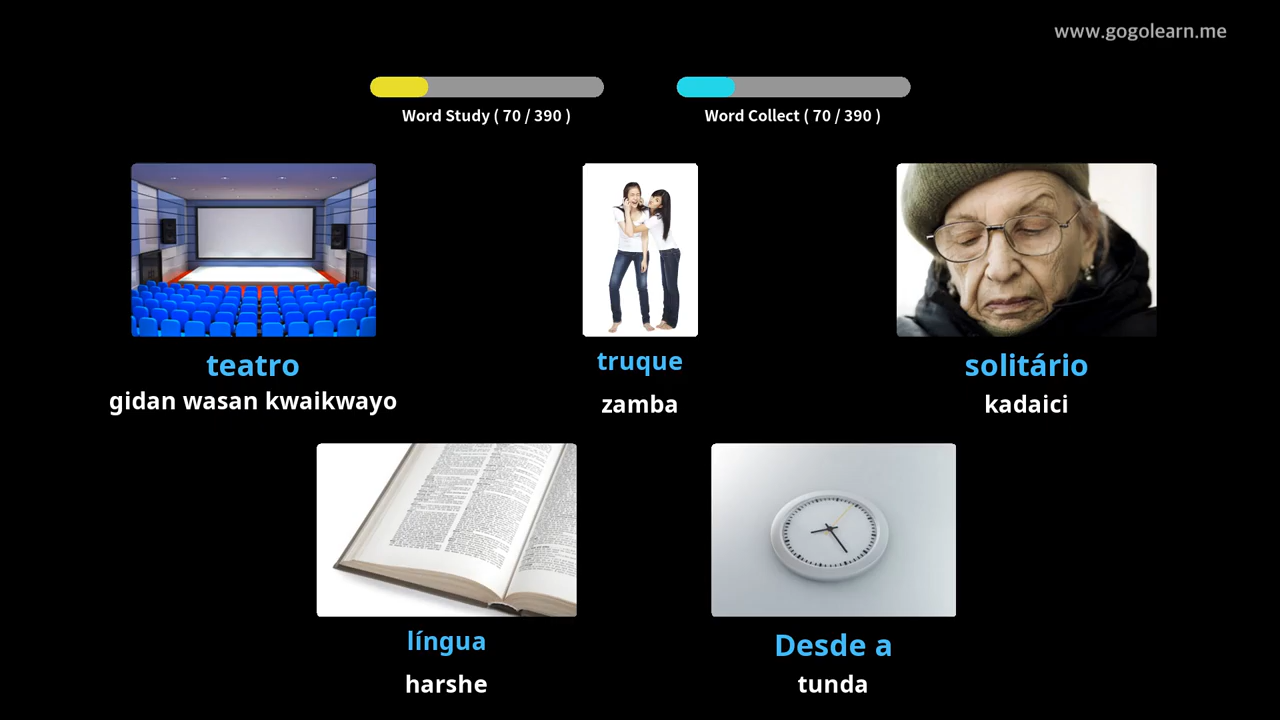 www.gogolearn.me
Word Study ( 70 / 390 )
Word Collect ( 70 / 390 )
teatro
gidan wasan kwaikwayo
truque
zamba
solitário
kadaici
língua
harshe
Desde a
tunda